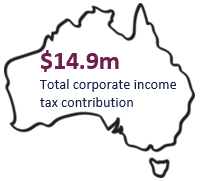 $14.9m
Total corporate income
tax contribution